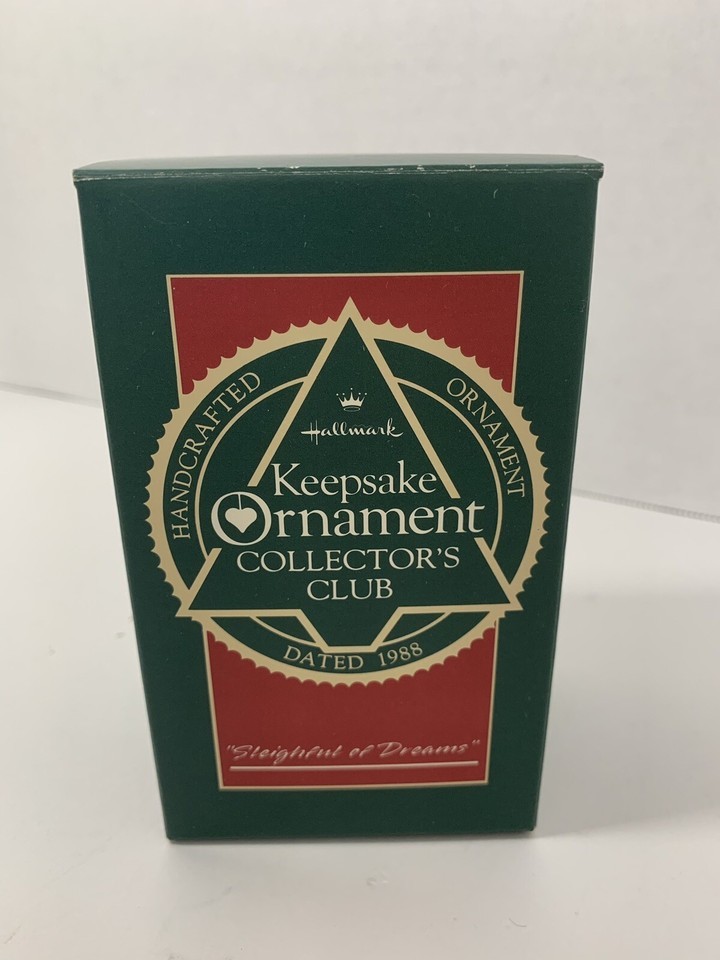 HANDCRAFTED
ORNAMENT
Hallmark
Keepsake
Ornament
COLLECTOR'S
CLUB
DATED 1988
"Sleighful of Dreams"